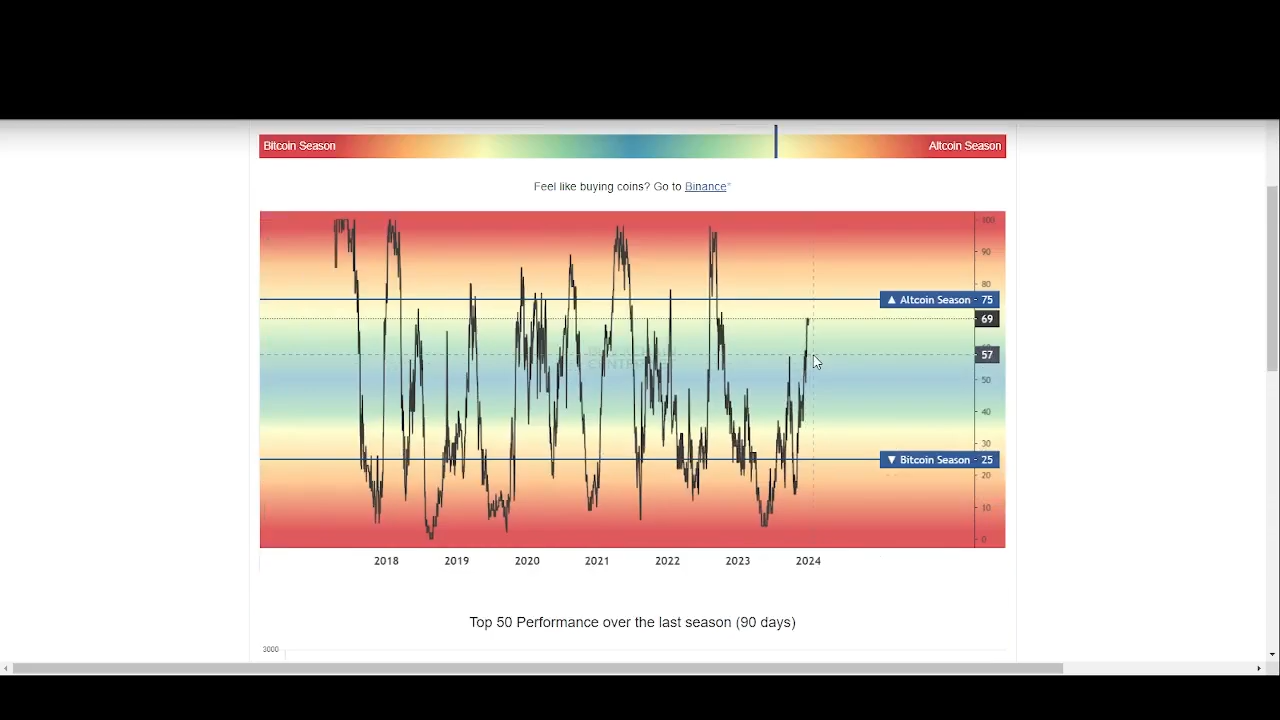 Bitcoin Season
Altcoin Season
Feel like buying coins? Go to Binance*
100
90
80
▲ Altcoin Season - 75
69
57
50
40
30
▼ Bitcoin Season - 25
20
10
0
2018 2019 2020 2021 2022 2023 2024
Top 50 Performance over the last season (90 days)
3000